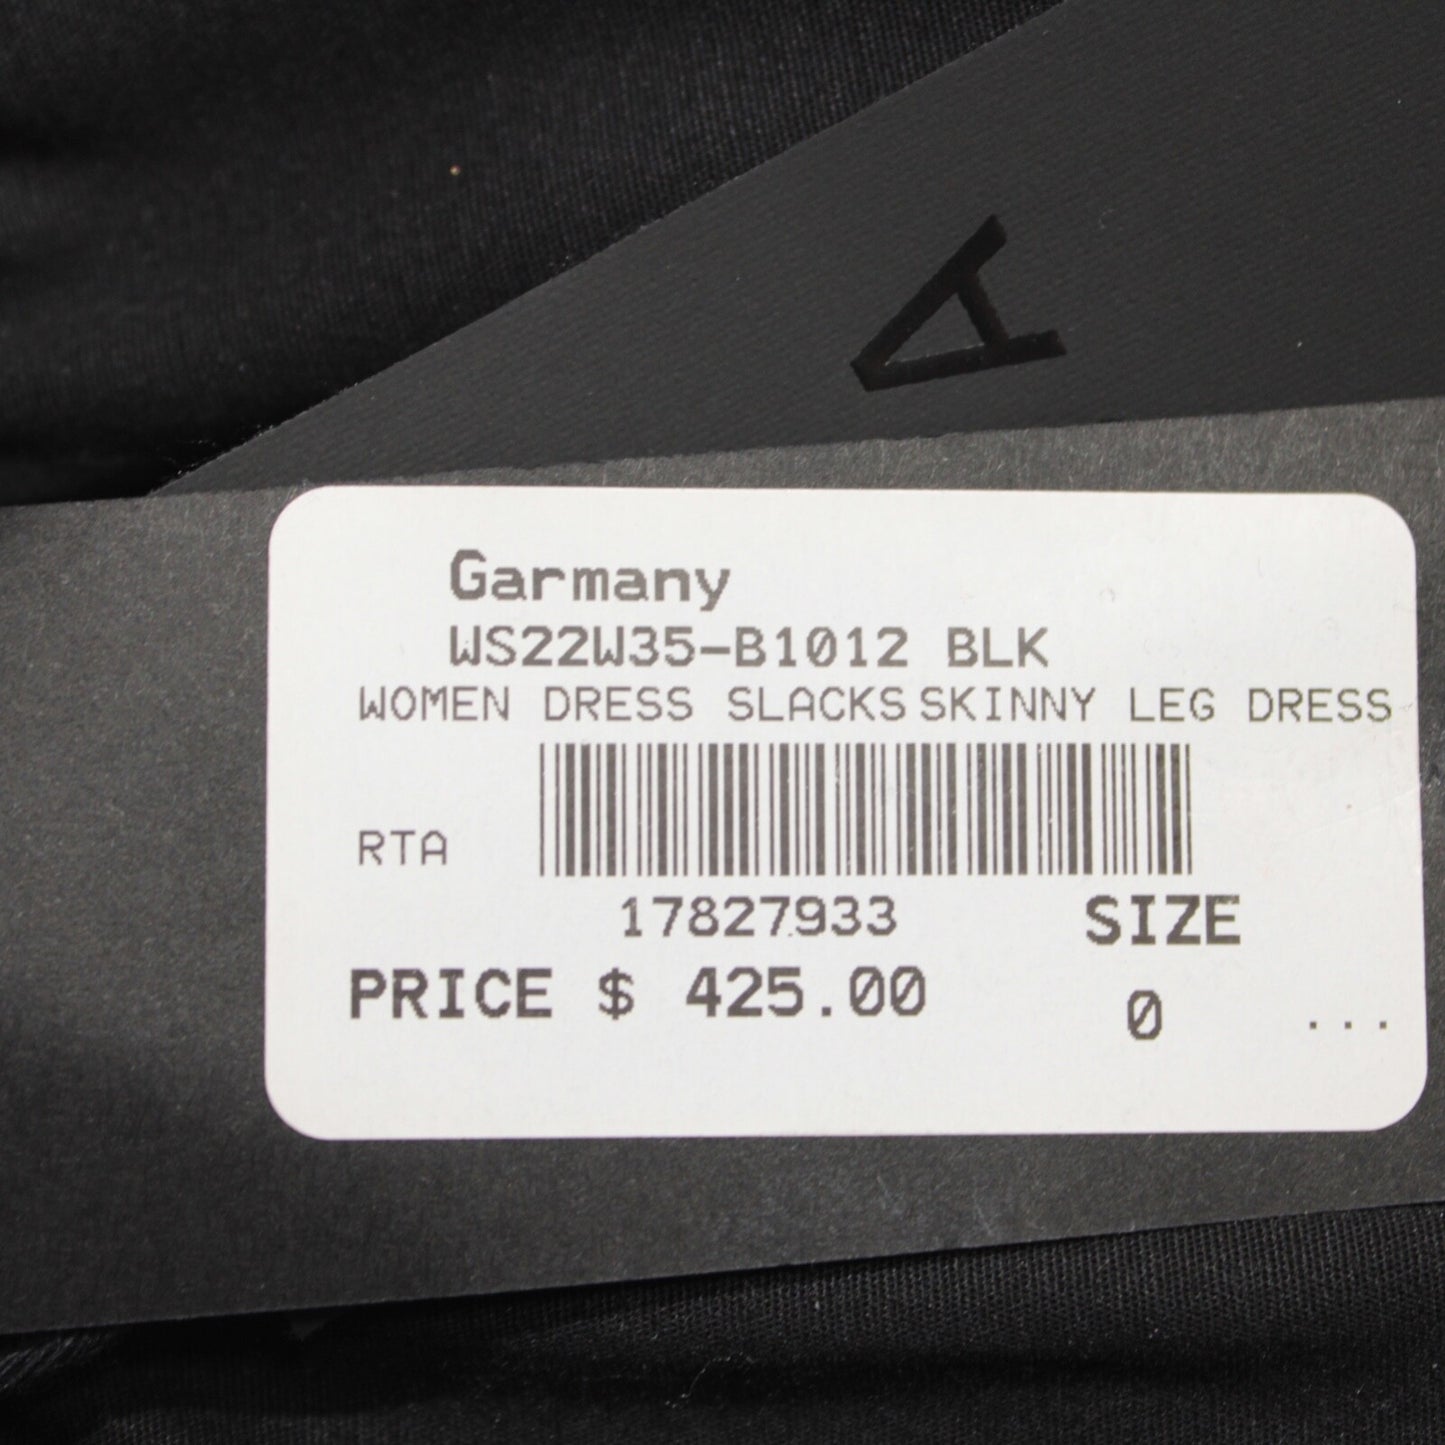 A
Garmany
WS22W35-B1012 BLK
WOMEN DRESS SLACKS SKINNY LEG DRESS
RTA
17827933
SIZE
PRICE $ 425.00
0
...